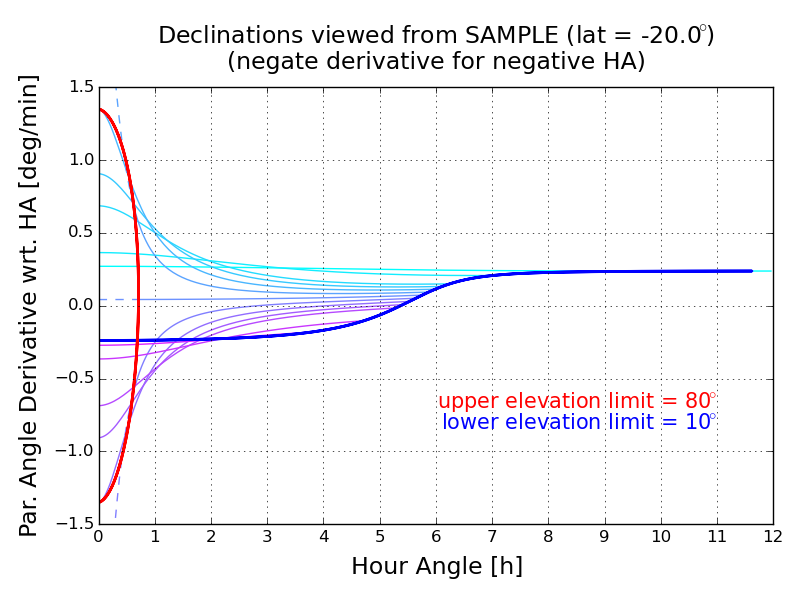 Declinations viewed from SAMPLE (lat = -20.0°)
(negate derivative for negative HA)
Par. Angle Derivative wrt. HA [deg/min]
1.5
1.0
0.5
0.0
−0.5
−1.0
−1.5
upper elevation limit = 80°
lower elevation limit = 10°
0 1 2 3 4 5 6 7 8 9 10 11 12
Hour Angle [h]